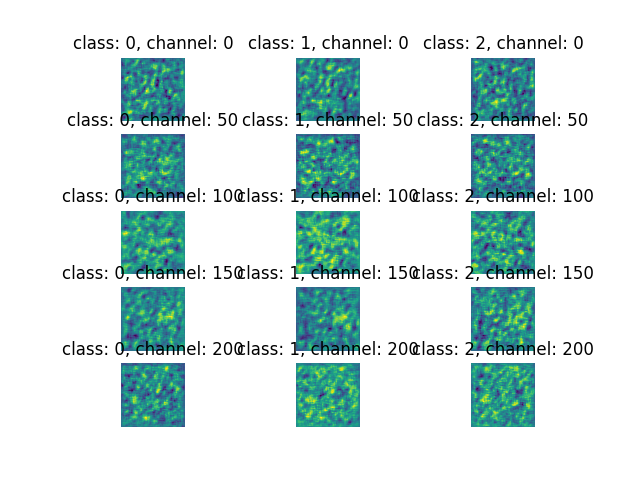 class: 0, channel: 0 class: 1, channel: 0 class: 2, channel: 0
class: 0, channel: 50 class: 1, channel: 50 class: 2, channel: 50
class: 0, channel: 100 class: 1, channel: 100 class: 2, channel: 100
class: 0, channel: 150 class: 1, channel: 150 class: 2, channel: 150
class: 0, channel: 200 class: 1, channel: 200 class: 2, channel: 200